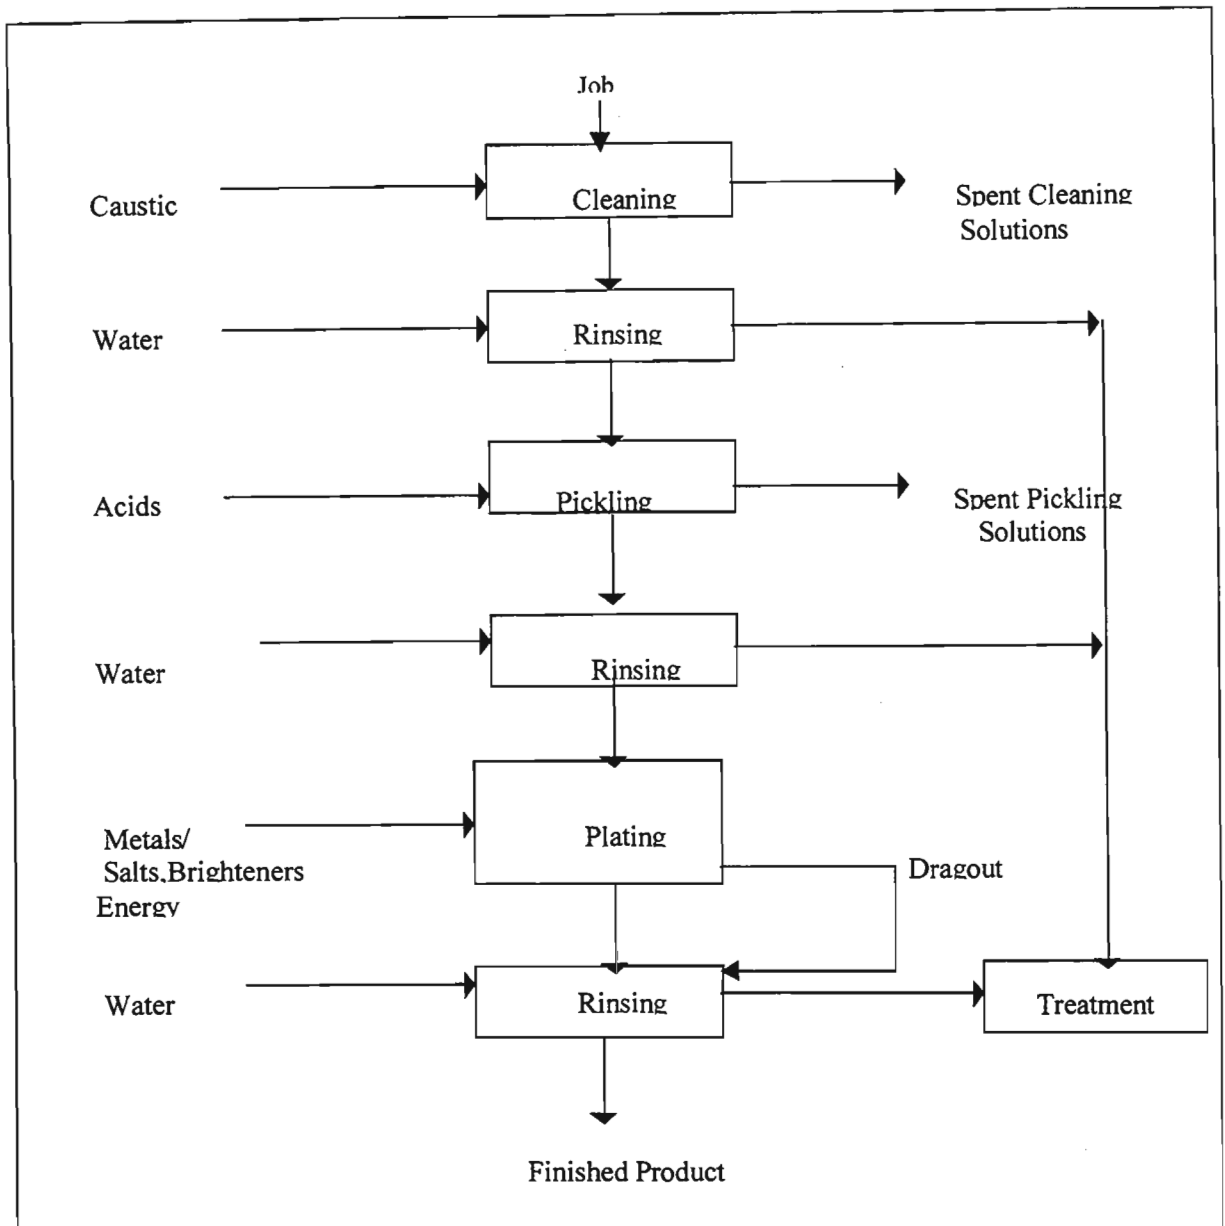 Job
Caustic
Cleaning
Spent Cleaning
Solutions
Water
Rinsing
Acids
Pickling
Spent Pickling
Solutions
Water
Rinsing
Metals/
Salts,Brighteners
Energy
Plating
Dragout
Water
Rinsing
Treatment
Finished Product